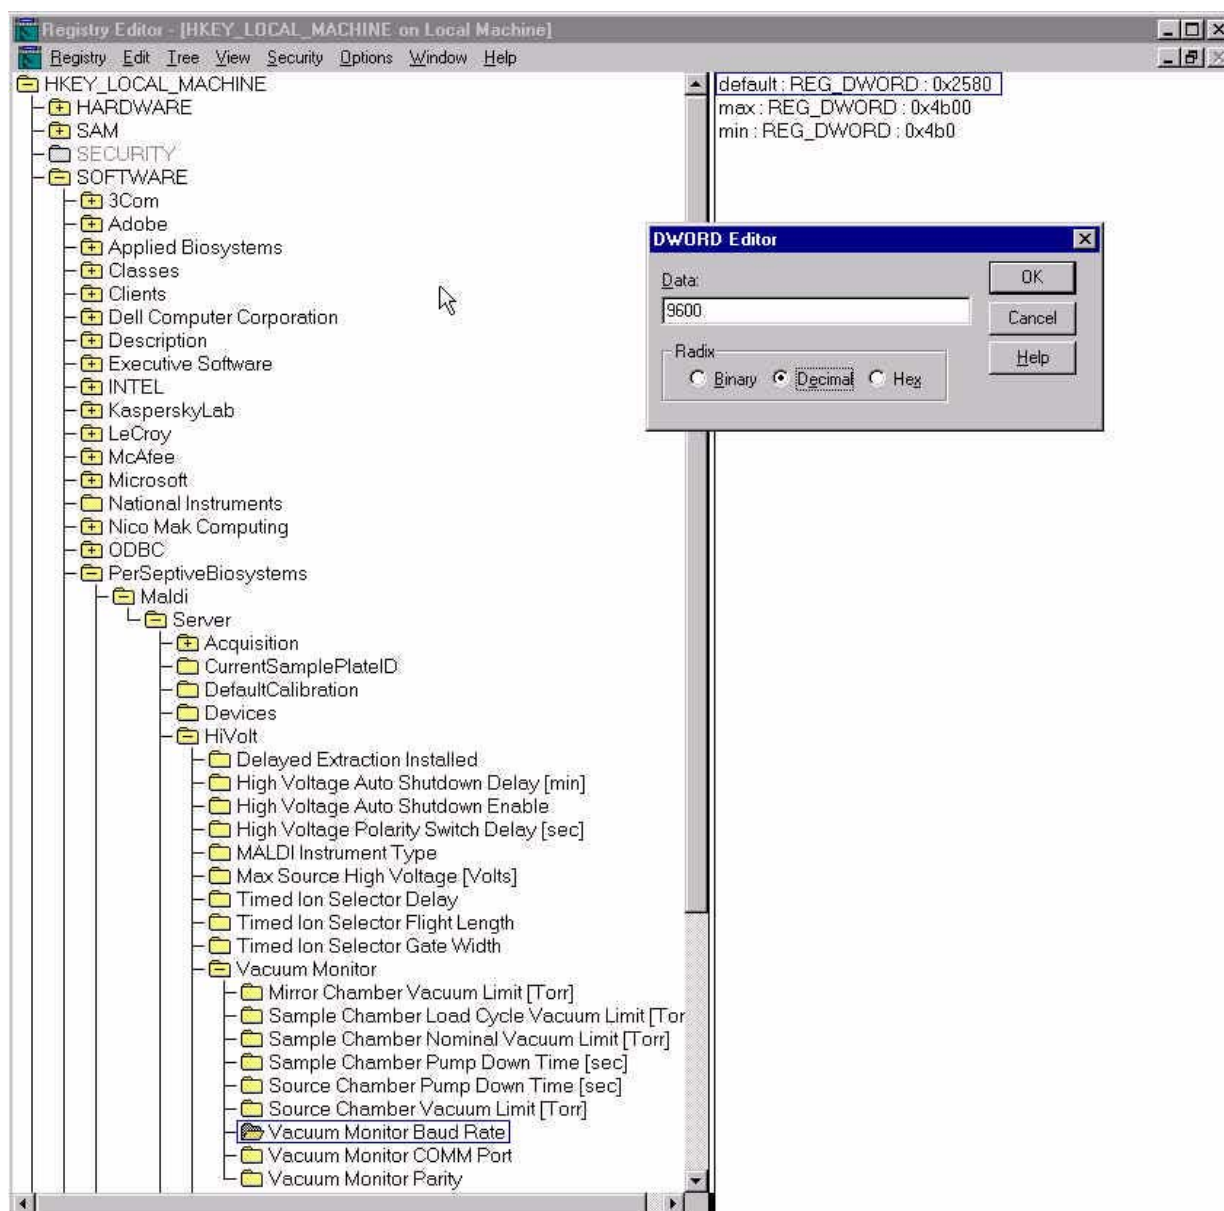 Registry Editor - [HKEY_LOCAL_MACHINE on Local Machine]
Registry Edit Tree View Security Options Window Help
HKEY_LOCAL_MACHINE
HARDWARE
SAM
SECURITY
SOFTWARE
3Com
Adobe
Applied Biosystems
Classes
Clients
Dell Computer Corporation
Description
Executive Software
INTEL
KasperskyLab
LeCroy
McAfee
Microsoft
National Instruments
Nico Mak Computing
ODBC
PerSeptiveBiosystems
Maldi
Server
Acquisition
CurrentSamplePlateID
DefaultCalibration
Devices
HiVolt
Delayed Extraction Installed
High Voltage Auto Shutdown Delay [min]
High Voltage Auto Shutdown Enable
High Voltage Polarity Switch Delay [sec]
MALDI Instrument Type
Max Source High Voltage [Volts]
Timed Ion Selector Delay
Timed Ion Selector Flight Length
Timed Ion Selector Gate Width
Vacuum Monitor
Mirror Chamber Vacuum Limit [Torr]
Sample Chamber Load Cycle Vacuum Limit [Tor
Sample Chamber Nominal Vacuum Limit [Torr]
Sample Chamber Pump Down Time [sec]
Source Chamber Pump Down Time [sec]
Source Chamber Vacuum Limit [Torr]
Vacuum Monitor Baud Rate
Vacuum Monitor COMM Port
Vacuum Monitor Parity
default : REG_DWORD : 0x2580
max : REG_DWORD : 0x4b00
min : REG_DWORD : 0x4b0
DWORD Editor
Data:
9600
Radix
Binary Decimal Hex
OK
Cancel
Help